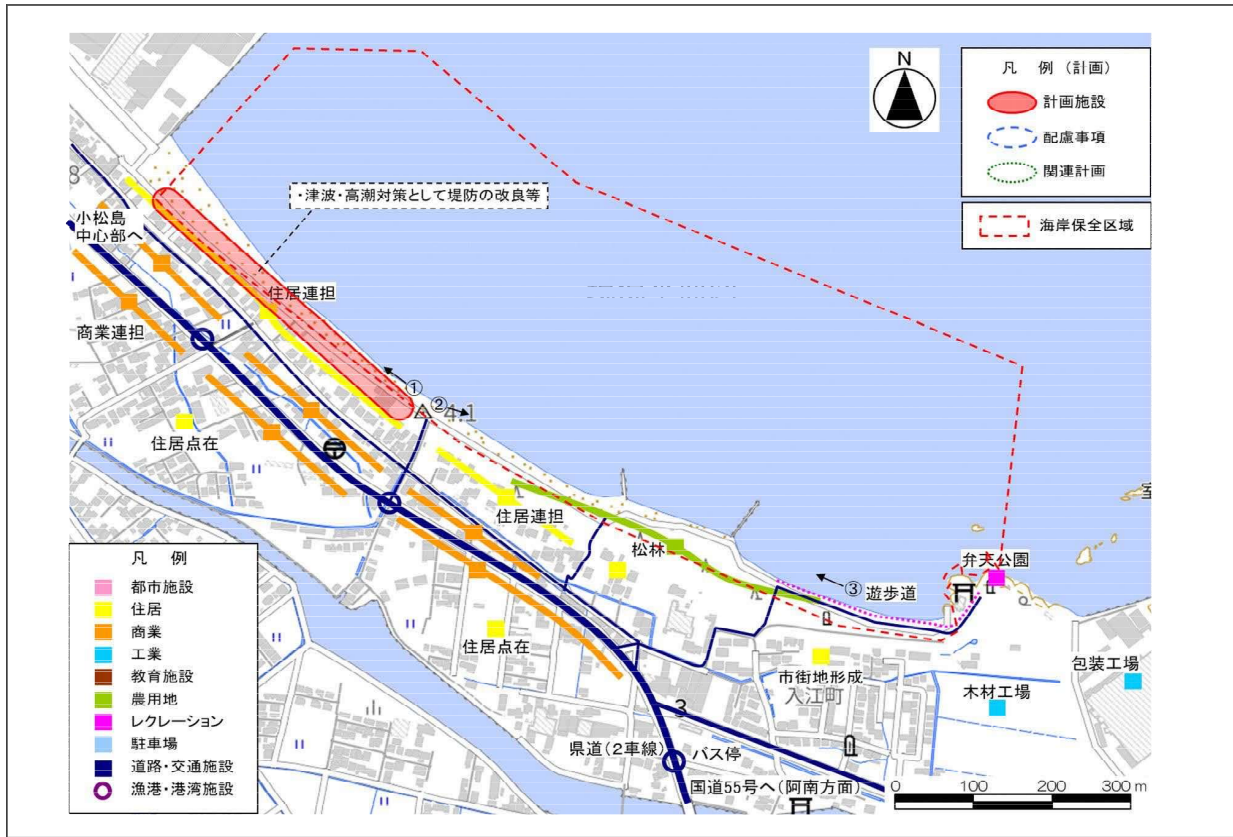 N
凡 例 (計画)
計画施設
配慮事項
関連計画
海岸保全区域
8
・津波・高潮対策として堤防の改良等
小松島
中心部へ
住居連担
商業連担
①
②
4.1
住居点在
住居連担
松林
弁天公園
③ 遊歩道
凡 例
都市施設
住居
商業
工業
教育施設
農用地
レクレーション
駐車場
道路・交通施設
漁港・港湾施設
住居点在
市街地形成
入江町
包装工場
木材工場
3
県道(2車線)
バス停
国道55号へ(阿南方面)
0 100 200 300 m